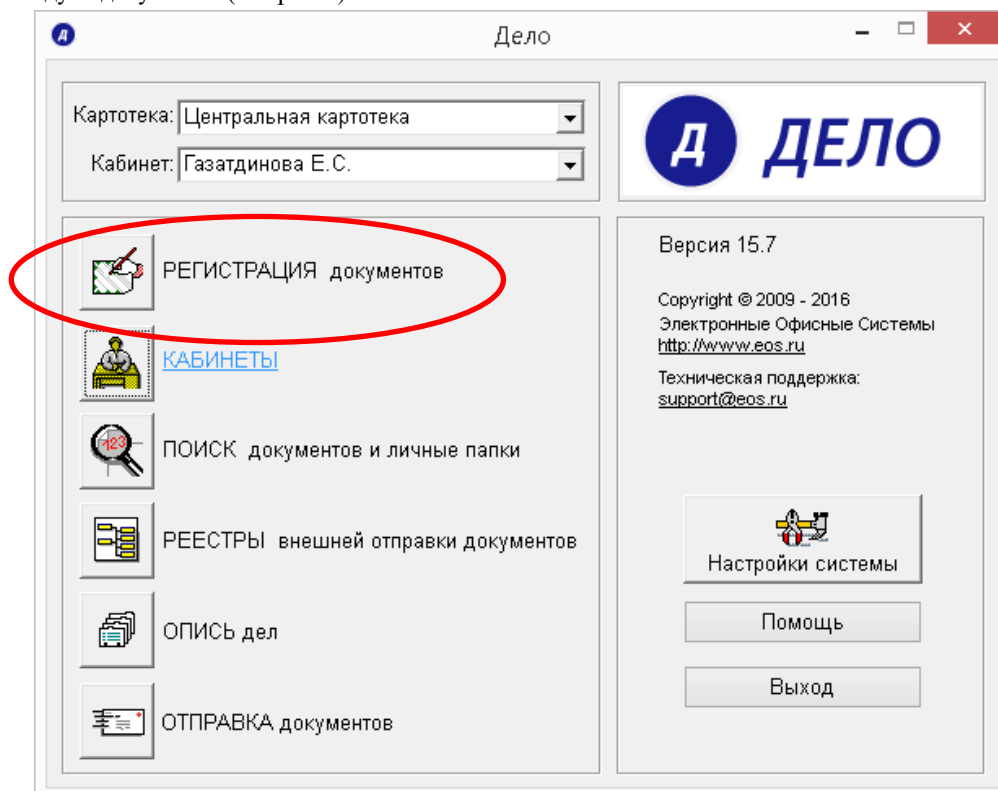 Дело
Картотека: Центральная картотека
Кабинет: Газатдинова Е.С.
Д ДЕЛО
РЕГИСТРАЦИЯ документов
КАБИНЕТЫ
123
ПОИСК документов и личные папки
РЕЕСТРЫ внешней отправки документов
ОПИСЬ дел
ОТПРАВКА документов
Версия 15.7
Copyright © 2009 - 2016
Электронные Офисные Системы
http://www.eos.ru
Техническая поддержка:
support@eos.ru
Настройки системы
Помощь
Выход